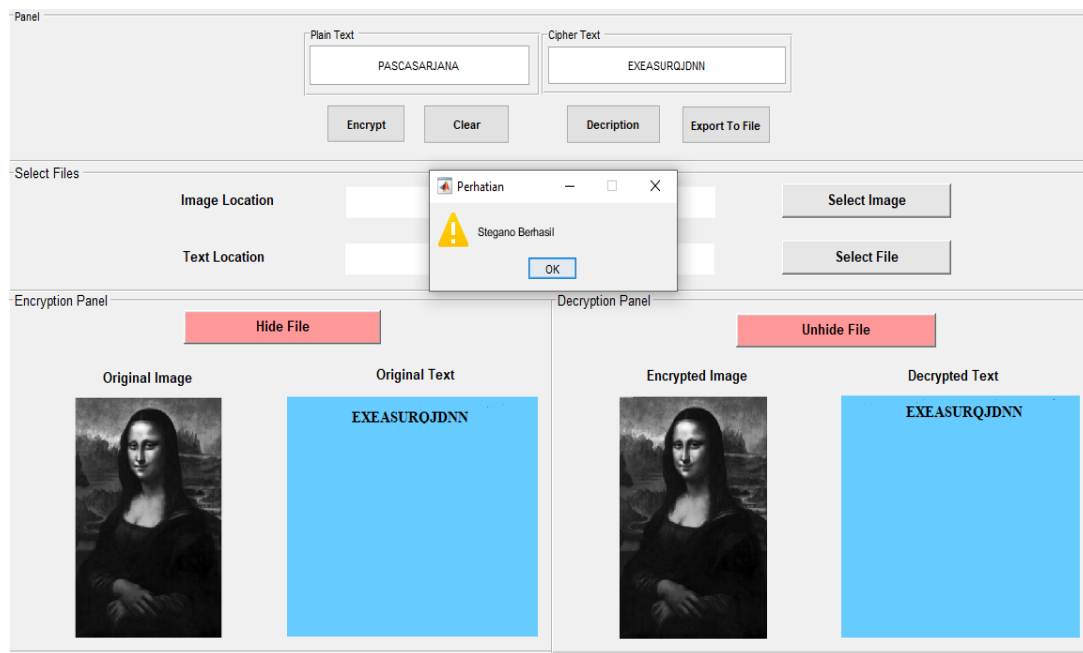 Panel
Plain Text
Cipher Text
PASCASARJANA
EXEASURQJDNN
Encrypt
Clear
Decription
Export To File
Select Files
Perhatian
Image Location
Select Image
Stegano Berhasil
Text Location
Select File
OK
Encryption Panel
Decryption Panel
Hide File
Unhide File
Original Image
Original Text
Encrypted Image
Decrypted Text
EXEASURQJDNN
EXEASURQJDNN